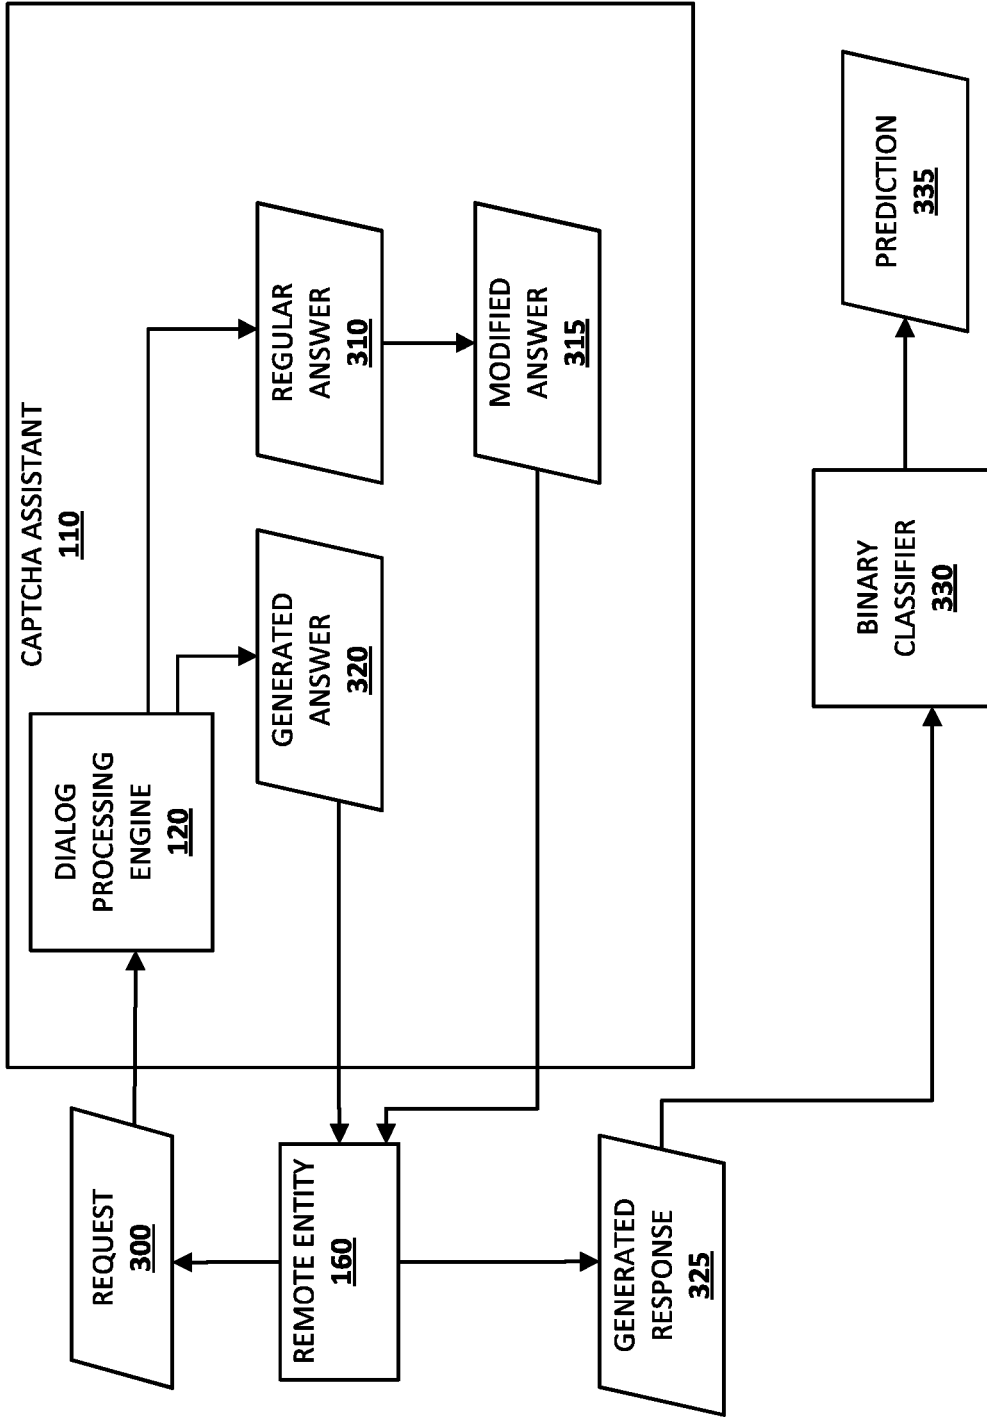 CAPTCHA ASSISTANT
110
REQUEST
300
DIALOG
PROCESSING
ENGINE
120
REMOTE ENTITY
160
GENERATED
ANSWER
320
REGULAR
ANSWER
310
MODIFIED
ANSWER
315
GENERATED
RESPONSE
325
BINARY
CLASSIFIER
330
PREDICTION
335